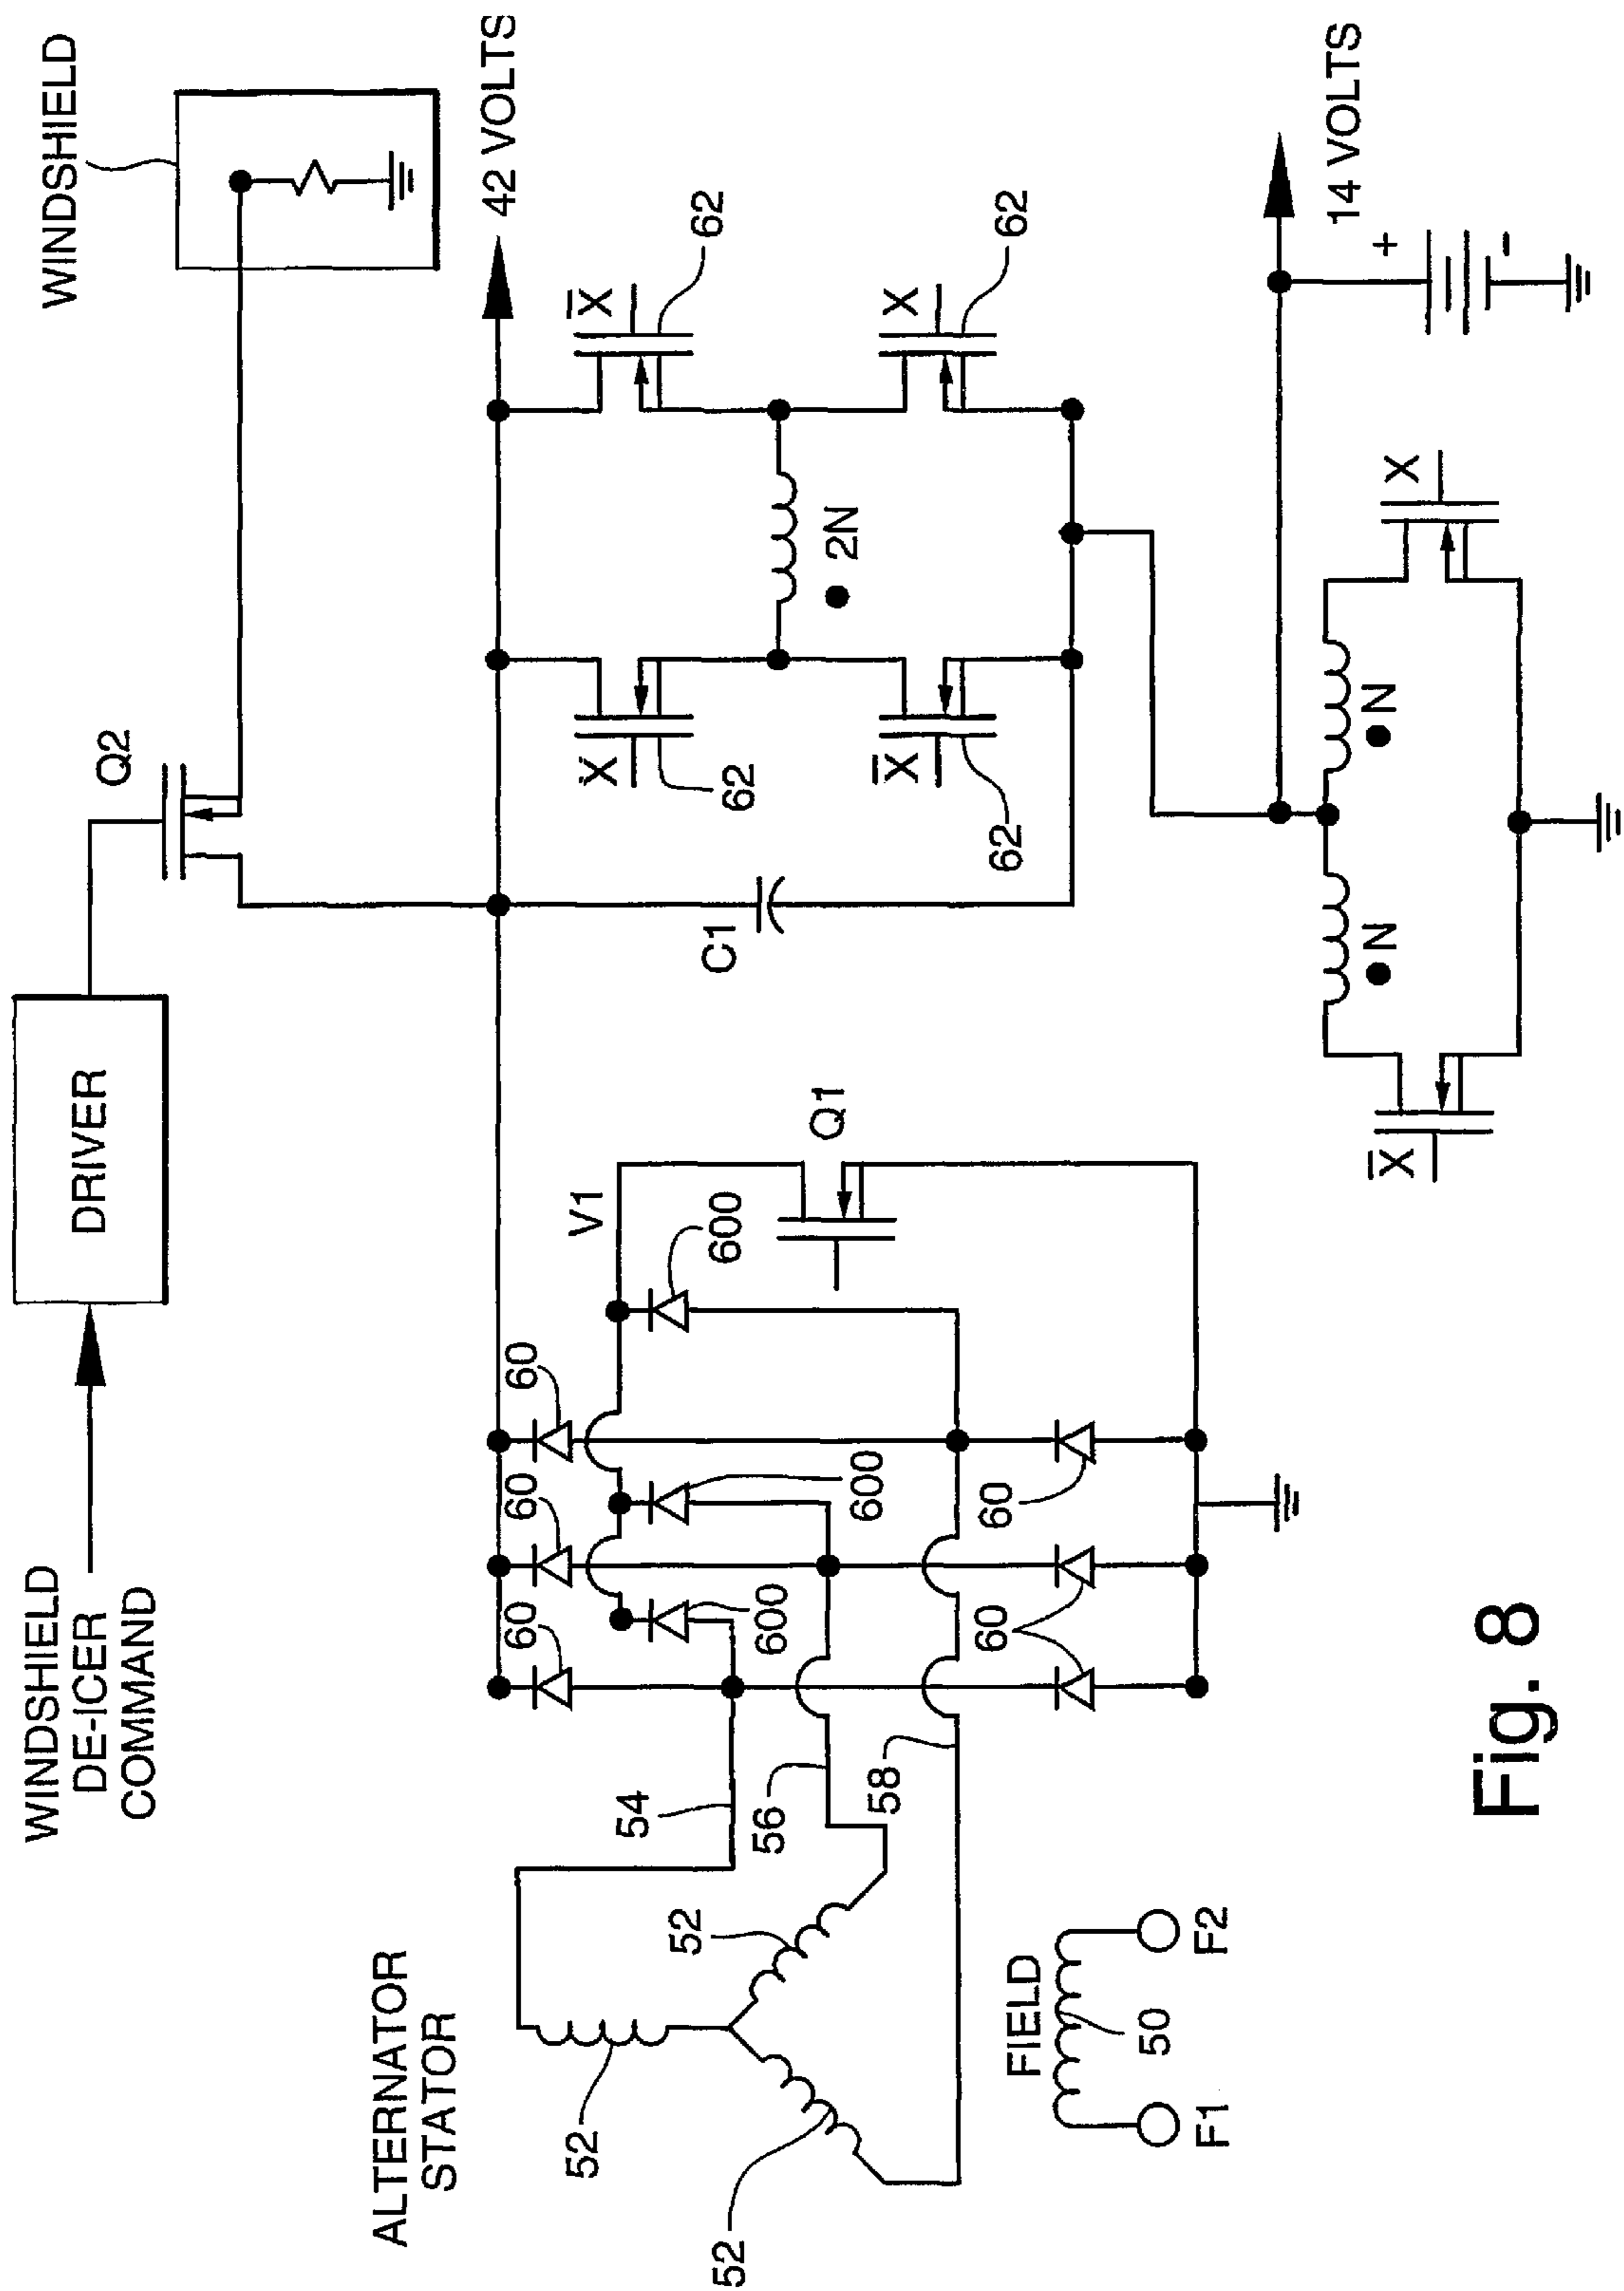 WINDSHIELD
DE-ICER
COMMAND
DRIVER
Q2
WINDSHIELD
42 VOLTS
ALTERNATOR
STATOR
52
52
52
54
56
58
60
60
60
600
600
600
60
60
V1
Q1
C1
X
62
X̅
62
X̅
62
X
62
2N
FIELD
50
F1
F2
14 VOLTS
+
-
X̅
N
N
X
Fig. 8